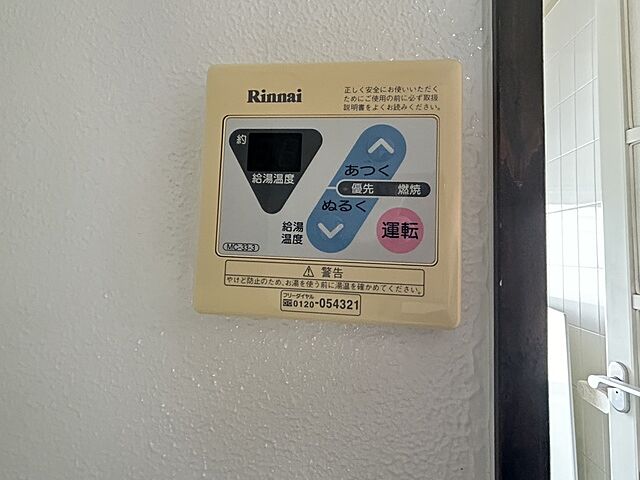 Rinnai
正しく安全にお使いいただく
ためにご使用の前に必ず取扱
説明書をよくお読みください。
約
給湯温度
あつく
優先 燃焼
ぬるく
給湯
温度
運転
MC-33-3
⚠ 警告
やけど防止のため、お湯を使う前に湯温を確かめてください。
フリーダイヤル
0120-054321